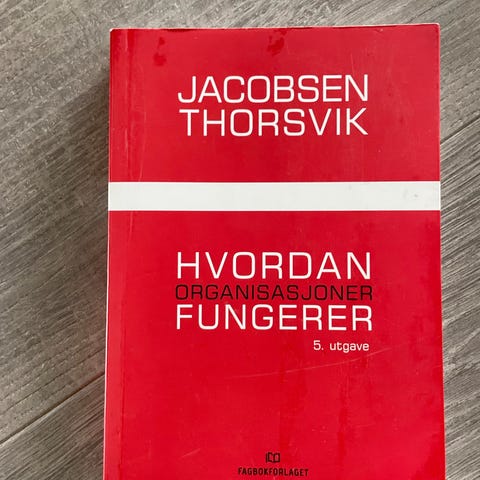 JACOBSEN
THORSVIK
HVORDAN
ORGANISASJONER
FUNGERER
5. utgave
FAGBOKFORLAGET